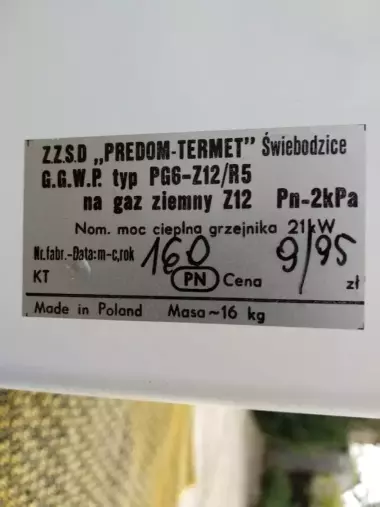 Z.Z.S.D „PREDOM-TERMET" Świebodzice
G.G.W.P. typ PG6-Z12/R5
na gaz ziemny Z12 Pn-2kPa
Nom. moc cieplna grzejnika 21kW
Nr.fabr.-Data:m-c,rok 160 9/95
KT PN Cena zł
Made in Poland Masa~16 kg